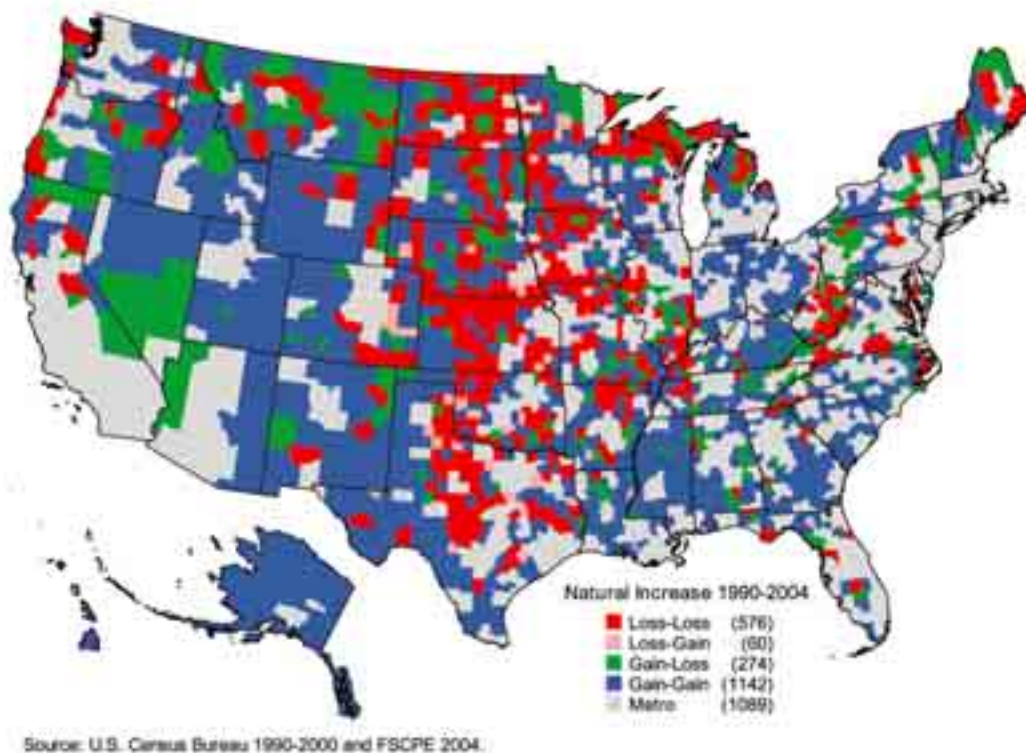 Natural Increase 1990-2004
Loss-Loss (576)
Loss-Gain (60)
Gain-Loss (274)
Gain-Gain (1142)
Metro (1089)
Source: U.S. Census Bureau 1990-2000 and FSCPE 2004.